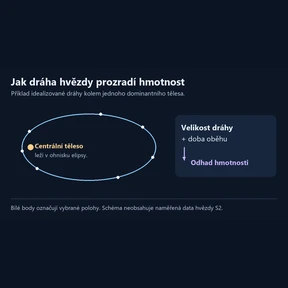 Jak dráha hvězdy prozradí hmotnost
Příklad idealizované dráhy kolem jednoho dominantního tělesa.
Centrální těleso
leží v ohnisku elipsy.
Velikost dráhy
+ doba oběhu
Odhad hmotnosti
Bílé body označují vybrané polohy. Schéma neobsahuje naměřená data hvězdy S2.